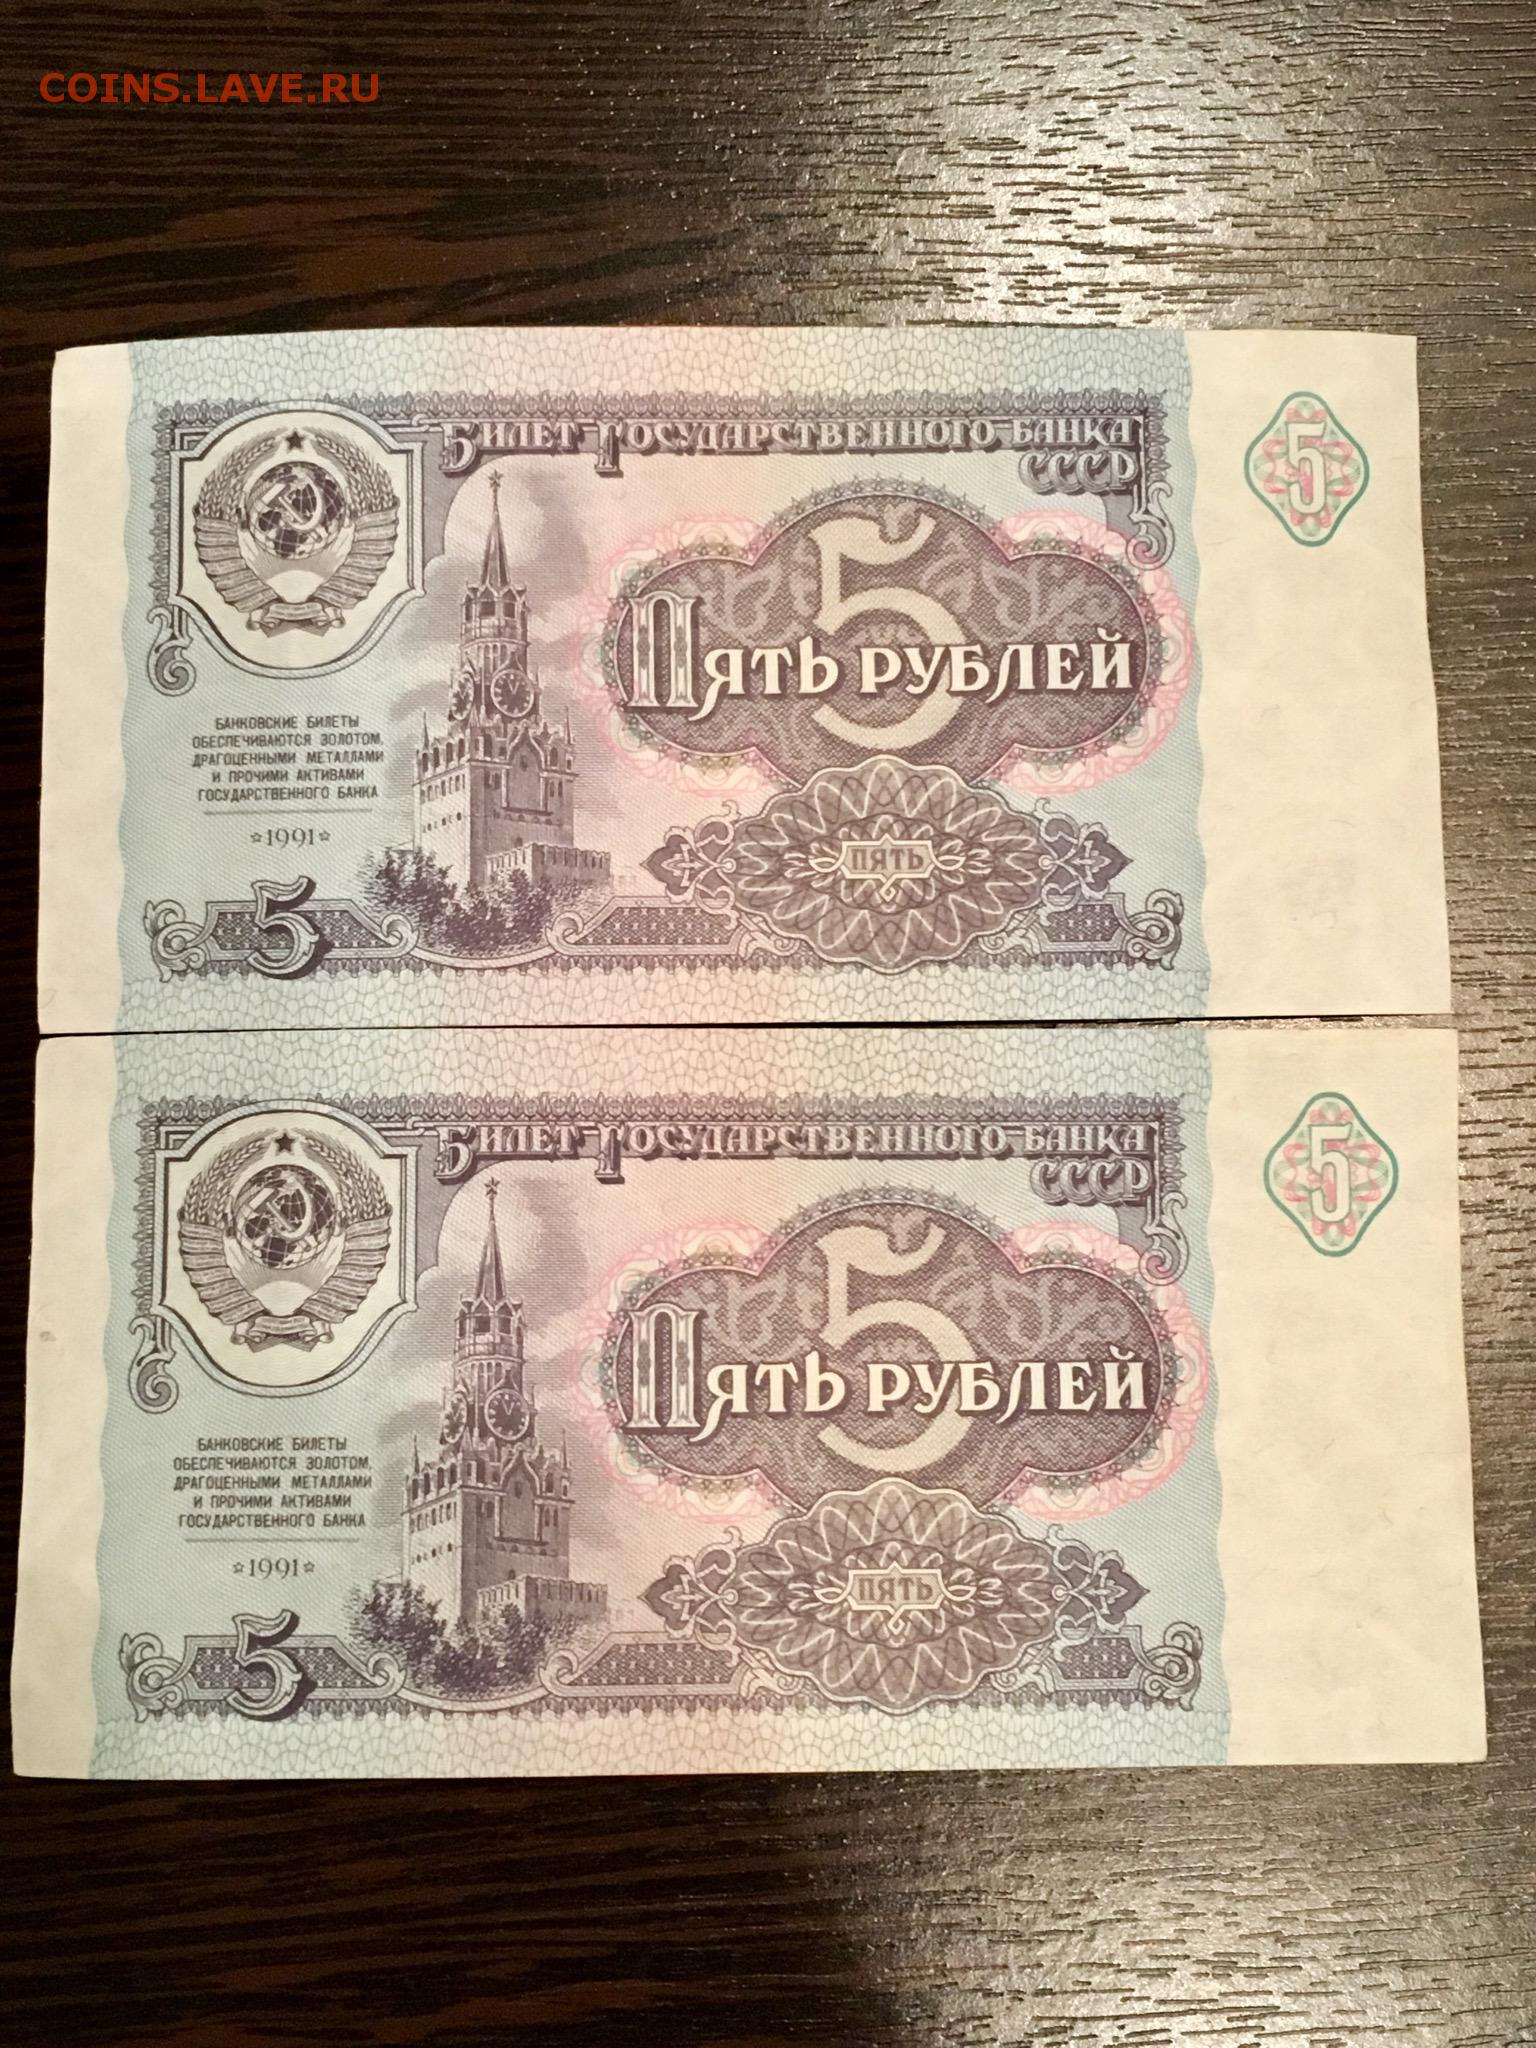 COINS.LAVE.RU
БИЛЕТ ГОСУДАРСТВЕННОГО БАНКА
СССР
5
5
ПЯТЬ РУБЛЕЙ
БАНКОВСКИЕ БИЛЕТЫ
ОБЕСПЕЧИВАЮТСЯ ЗОЛОТОМ,
ДРАГОЦЕННЫМИ МЕТАЛЛАМИ
И ПРОЧИМИ АКТИВАМИ
ГОСУДАРСТВЕННОГО БАНКА
☆1991☆
ПЯТЬ
5
БИЛЕТ ГОСУДАРСТВЕННОГО БАНКА
СССР
5
5
ПЯТЬ РУБЛЕЙ
БАНКОВСКИЕ БИЛЕТЫ
ОБЕСПЕЧИВАЮТСЯ ЗОЛОТОМ,
ДРАГОЦЕННЫМИ МЕТАЛЛАМИ
И ПРОЧИМИ АКТИВАМИ
ГОСУДАРСТВЕННОГО БАНКА
☆1991☆
ПЯТЬ
5